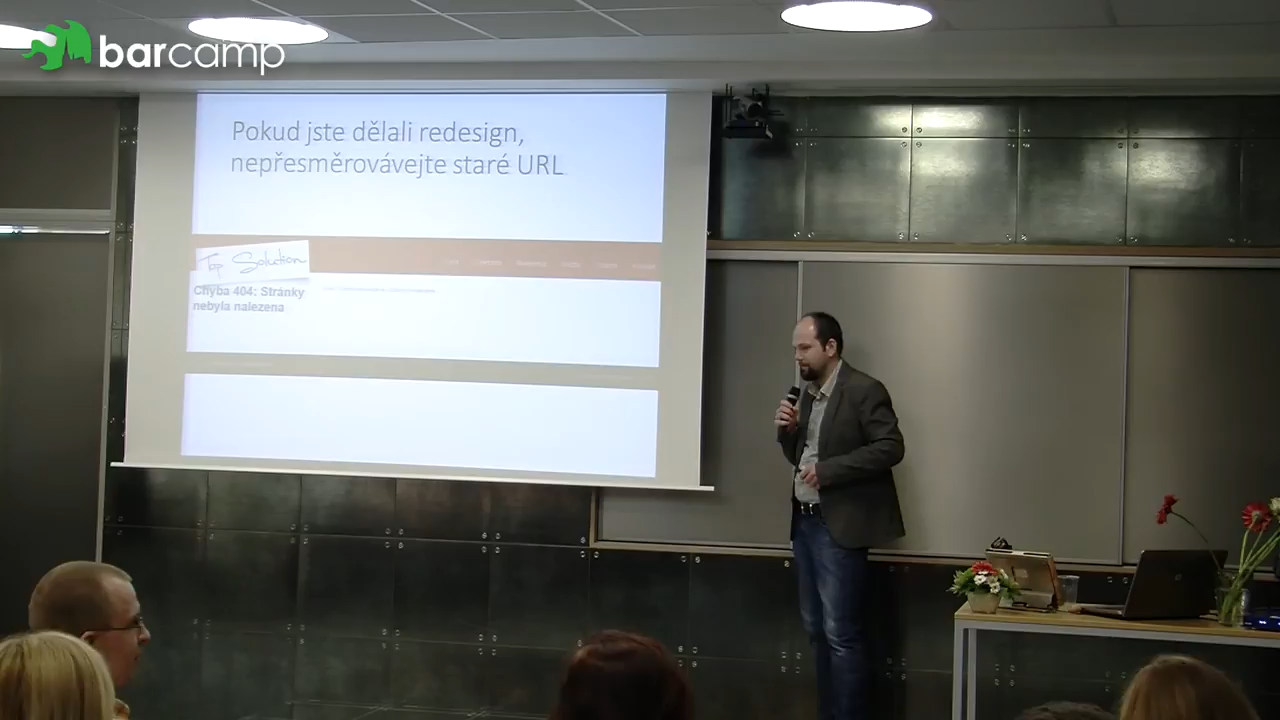 barcamp
Pokud jste dělali redesign,
nepřesměrovávejte staré URL
Top Solution
Chyba 404: Stránky
nebyla nalezena